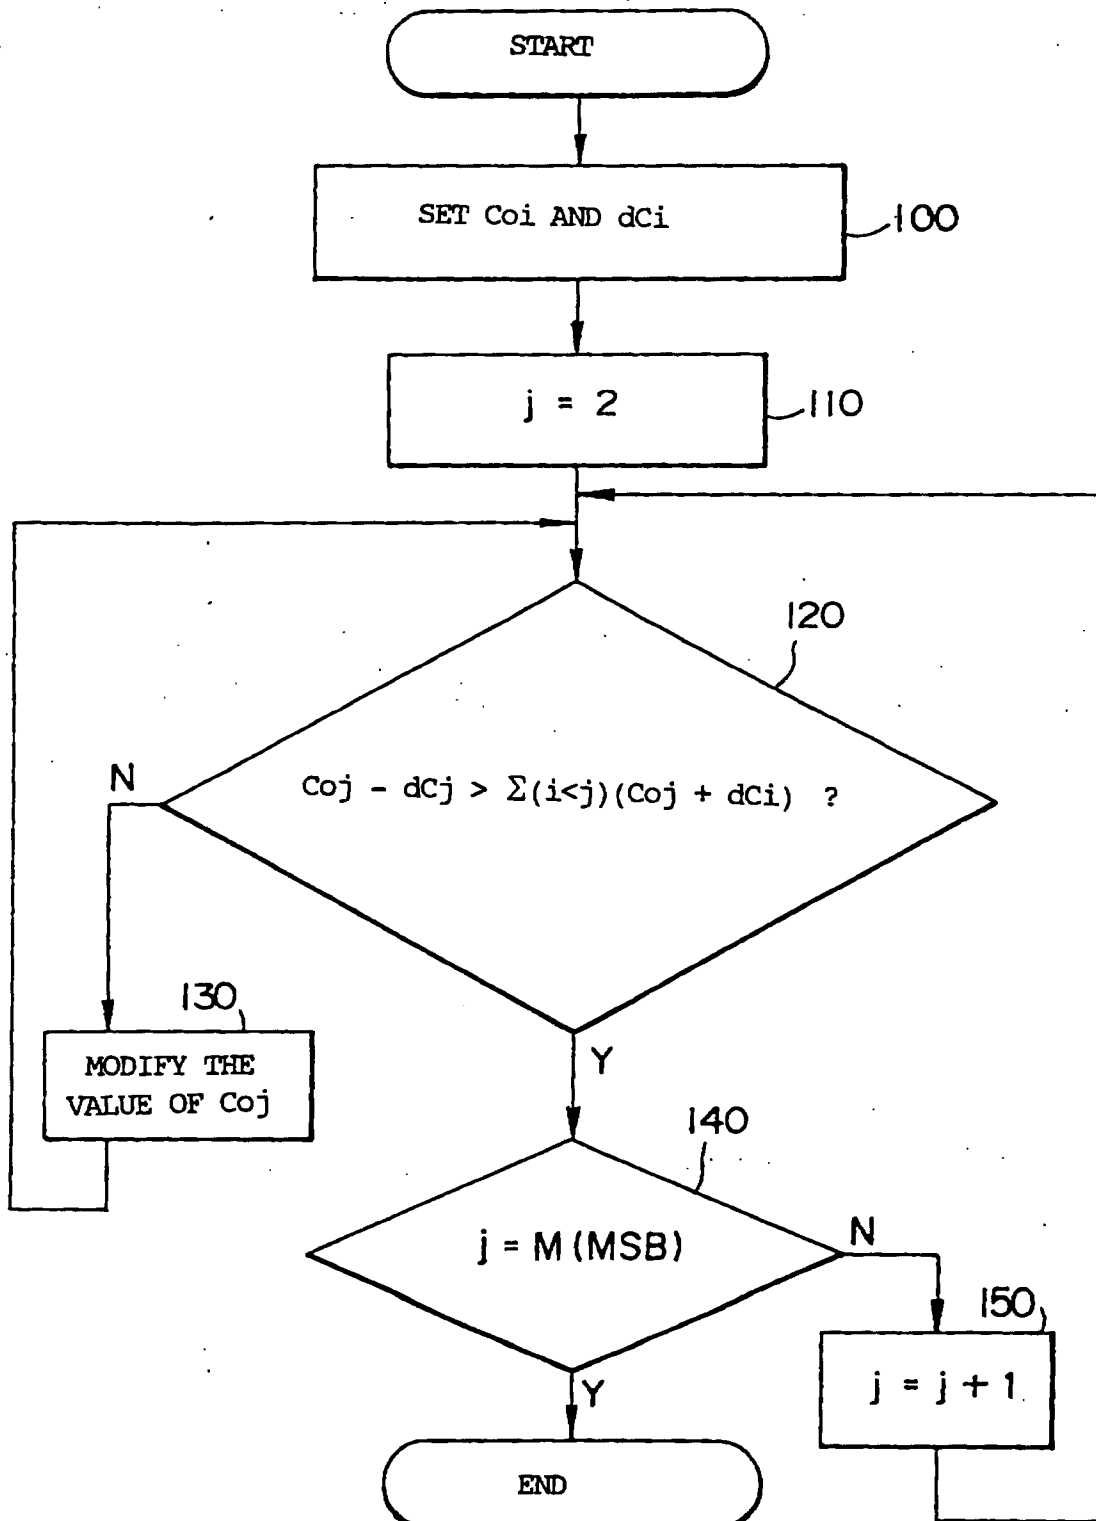 START
SET Coi AND dCi
100
j = 2
110
120
N
Coj - dCj > Σ(i<j)(Coj + dCi) ?
130
MODIFY THE
VALUE OF Coj
Y
140
j = M (MSB)
N
150
j = j + 1
Y
END